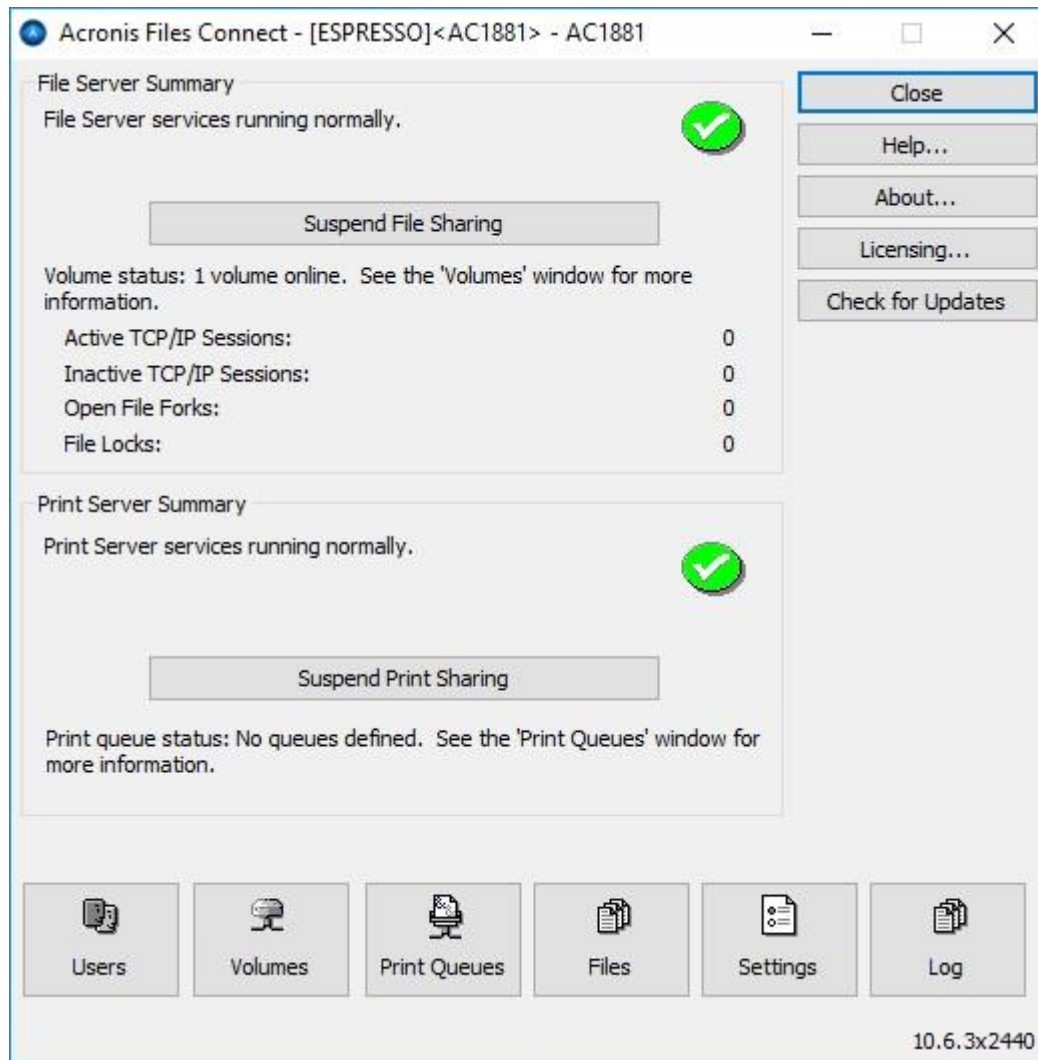 Acronis Files Connect - [ESPRESSO]<AC1881> - AC1881
File Server Summary
File Server services running normally.
Suspend File Sharing
Volume status: 1 volume online. See the 'Volumes' window for more
information.
Active TCP/IP Sessions: 0
Inactive TCP/IP Sessions: 0
Open File Forks: 0
File Locks: 0
Print Server Summary
Print Server services running normally.
Suspend Print Sharing
Print queue status: No queues defined. See the 'Print Queues' window for
more information.
Close
Help...
About...
Licensing...
Check for Updates
Users
Volumes
Print Queues
Files
Settings
Log
10.6.3x2440